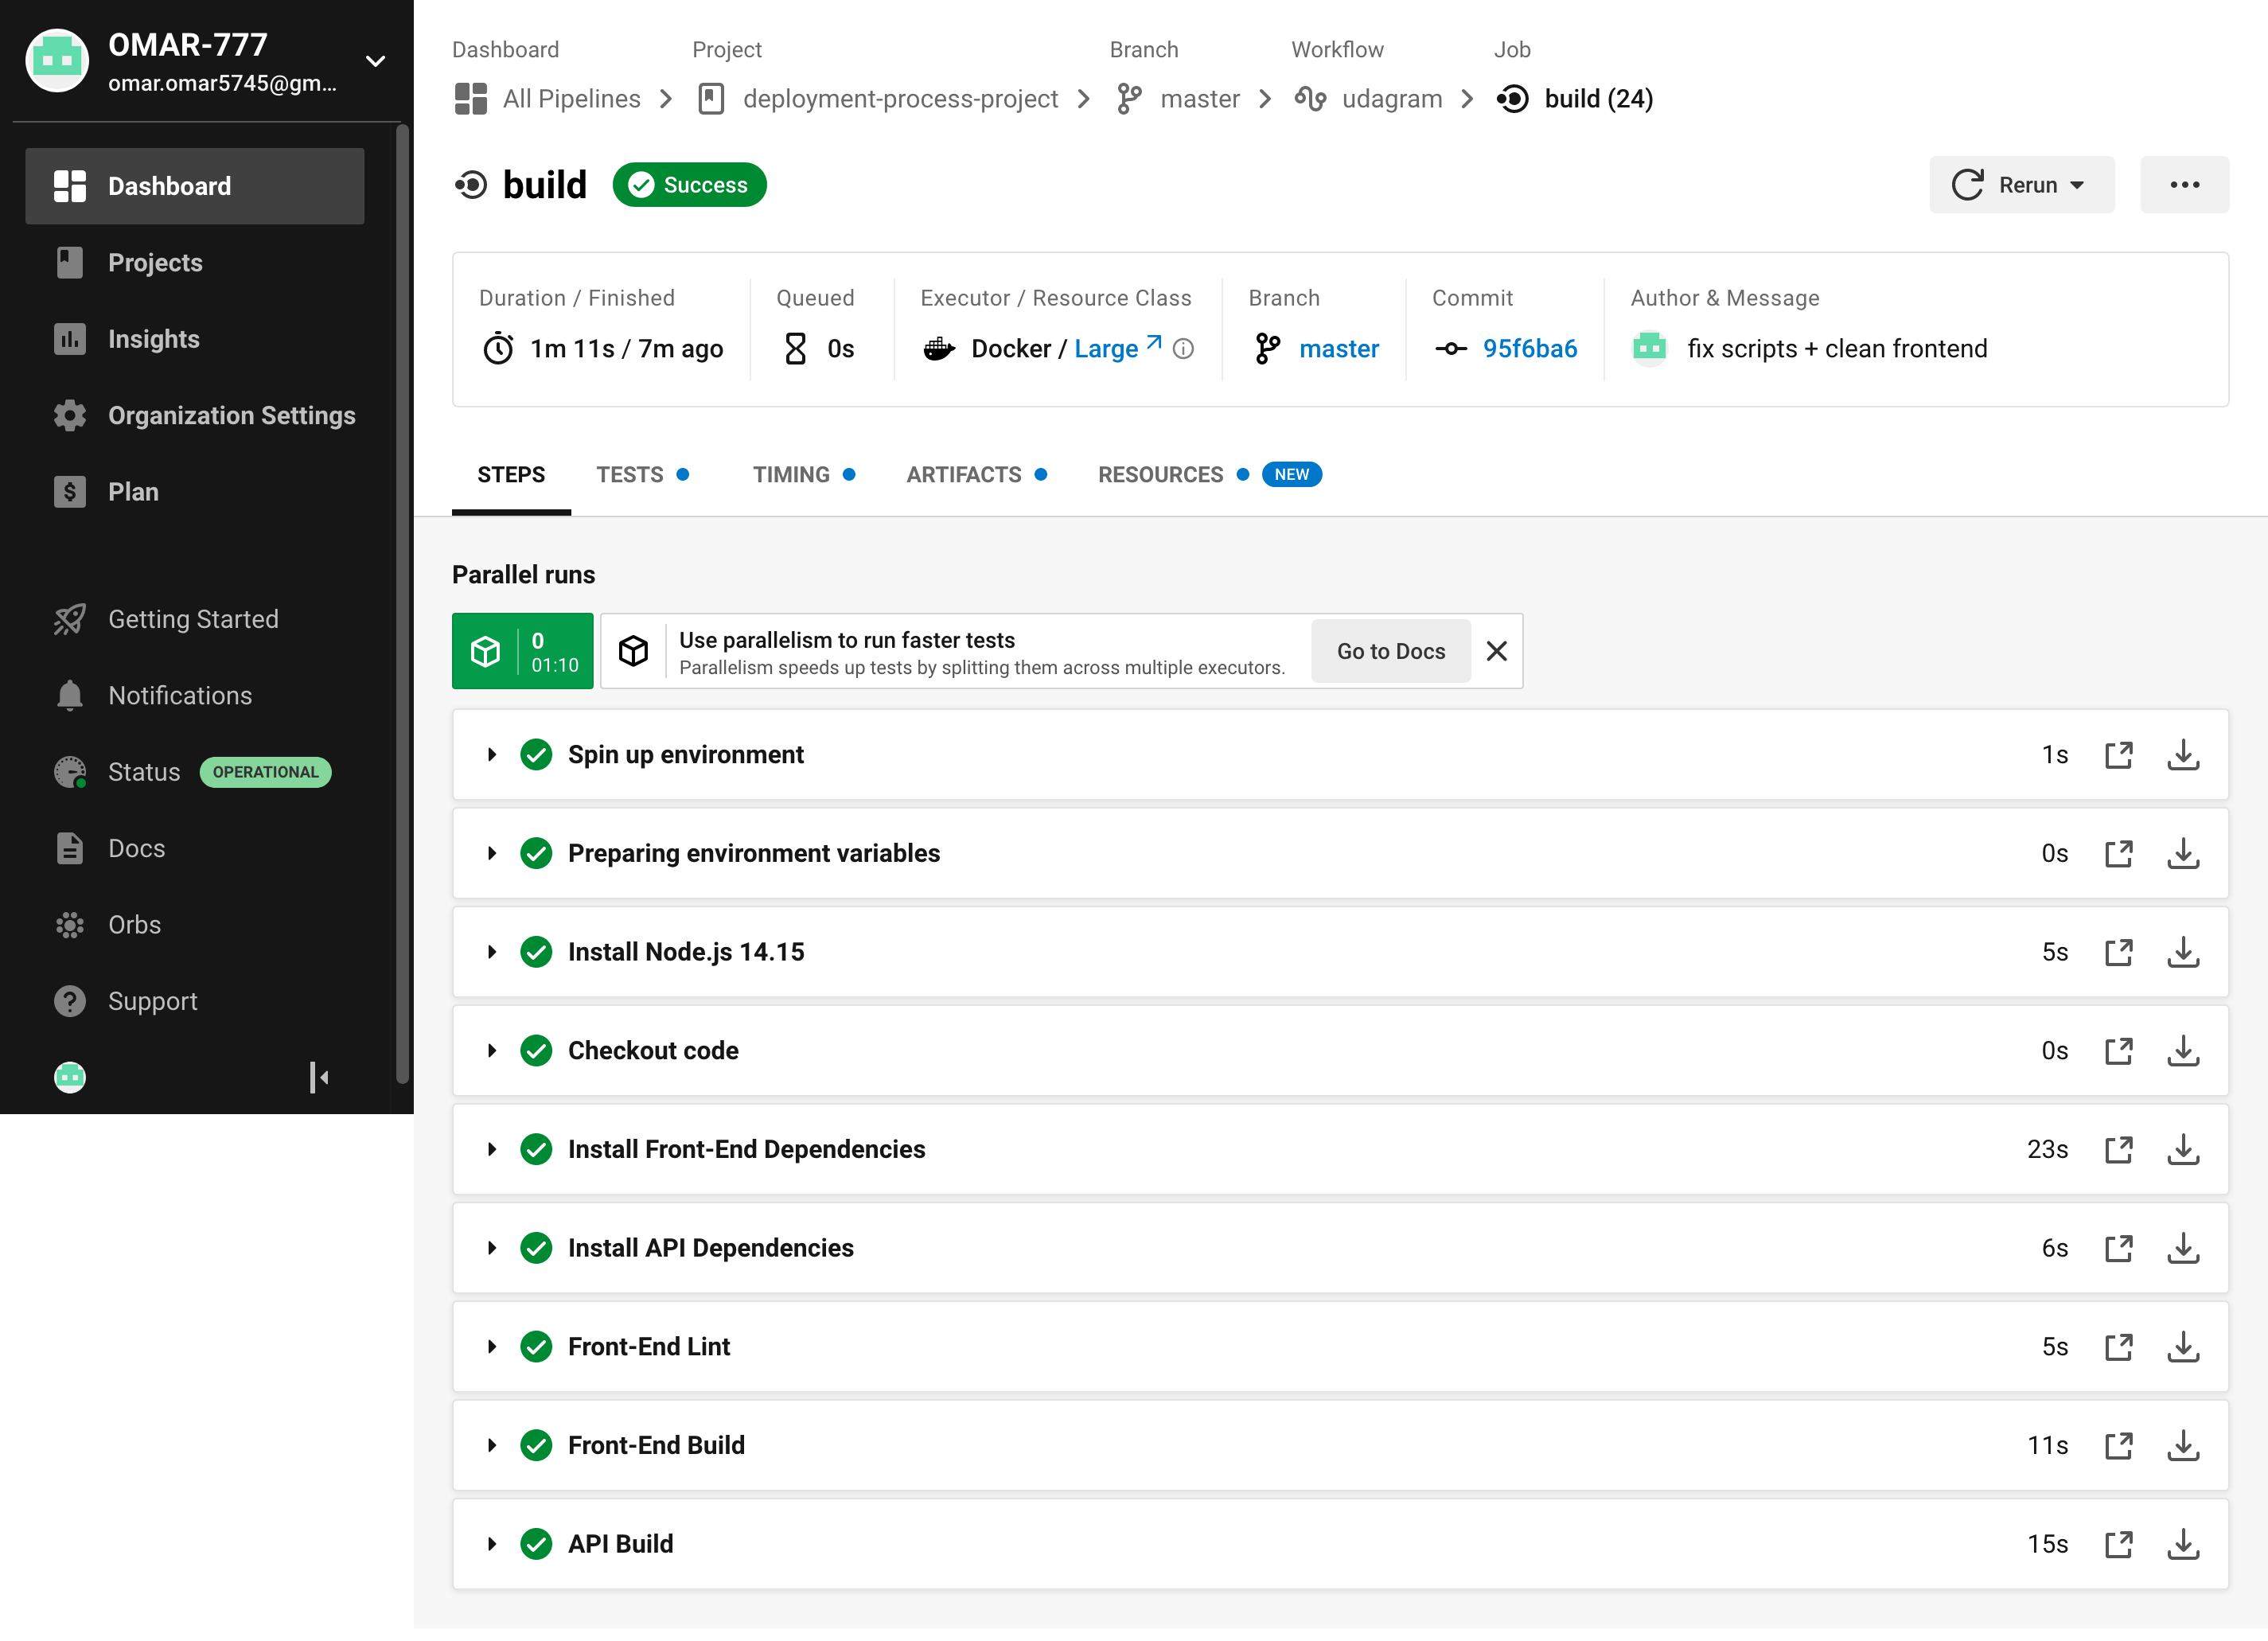 OMAR-777
omar.omar5745@gm...
Dashboard
Projects
Insights
Organization Settings
Plan
Getting Started
Notifications
Status OPERATIONAL
Docs
Orbs
Support
Dashboard Project Branch Workflow Job
All Pipelines deployment-process-project master udagram build (24)
build Success
Rerun
Duration / Finished Queued Executor / Resource Class Branch Commit Author & Message
1m 11s / 7m ago 0s Docker / Large master 95f6ba6 fix scripts + clean frontend
STEPS TESTS TIMING ARTIFACTS RESOURCES NEW
Parallel runs
0
01:10
Use parallelism to run faster tests
Parallelism speeds up tests by splitting them across multiple executors.
Go to Docs
Spin up environment 1s
Preparing environment variables 0s
Install Node.js 14.15 5s
Checkout code 0s
Install Front-End Dependencies 23s
Install API Dependencies 6s
Front-End Lint 5s
Front-End Build 11s
API Build 15s